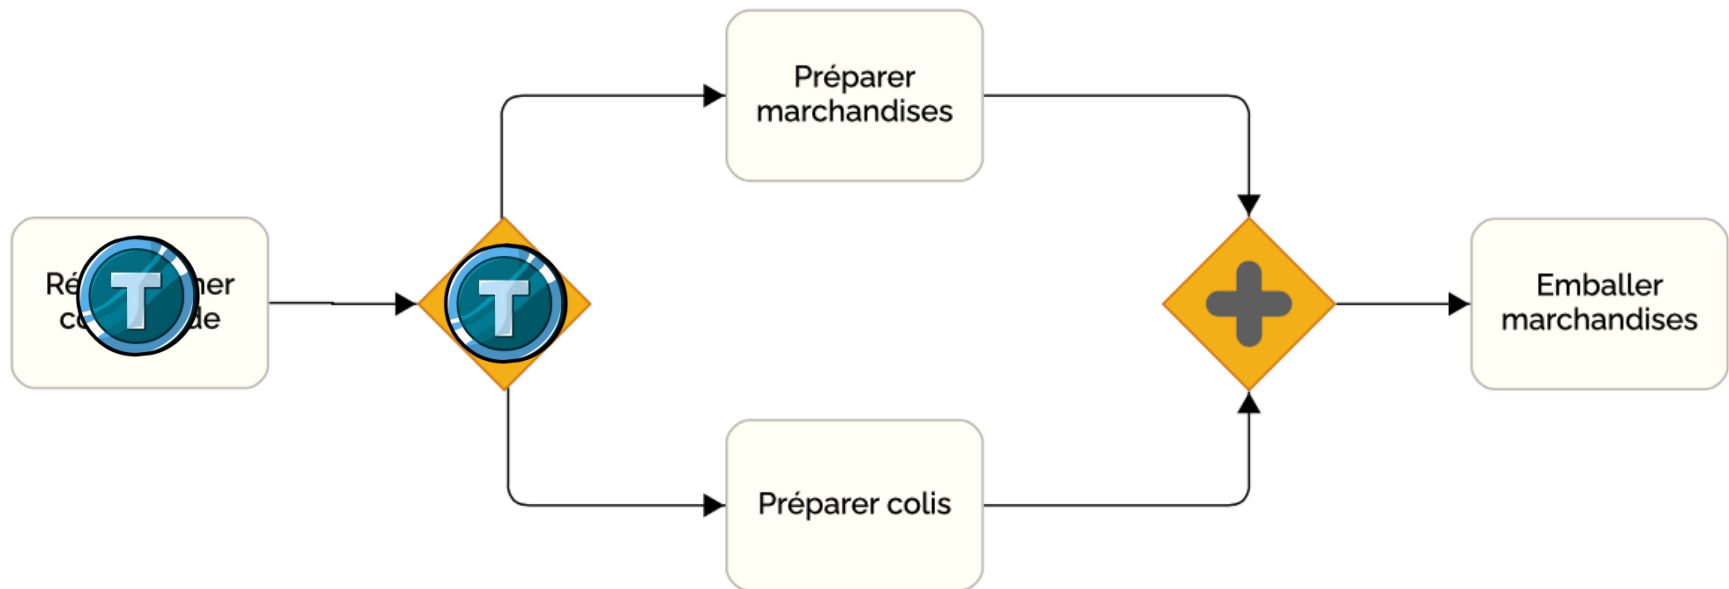 T
T
Préparer
marchandises
Préparer colis
Emballer
marchandises